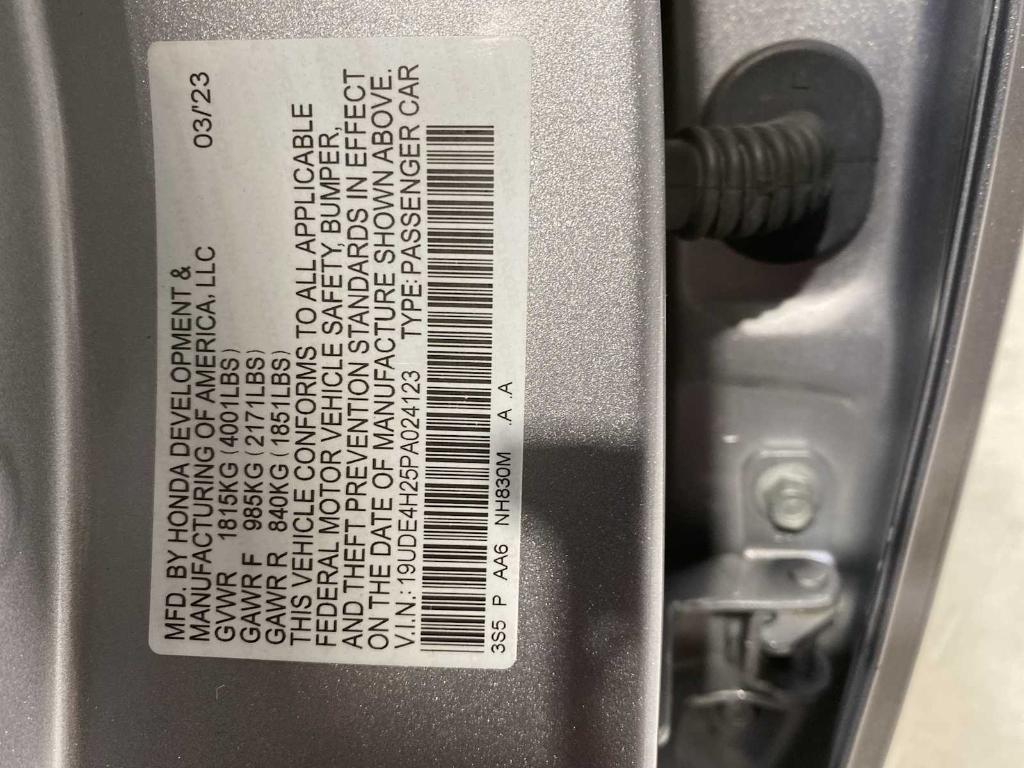 MFD. BY HONDA DEVELOPMENT &
MANUFACTURING OF AMERICA, LLC 03/'23
GVWR 1815KG (4001LBS)
GAWR F 985KG (2171LBS)
GAWR R 840KG (1851LBS)
THIS VEHICLE CONFORMS TO ALL APPLICABLE
FEDERAL MOTOR VEHICLE SAFETY, BUMPER,
AND THEFT PREVENTION STANDARDS IN EFFECT
ON THE DATE OF MANUFACTURE SHOWN ABOVE.
V.I.N.: 19UDE4H25PA024123 TYPE: PASSENGER CAR
3S5 P AA6 NH830M .A .A
L